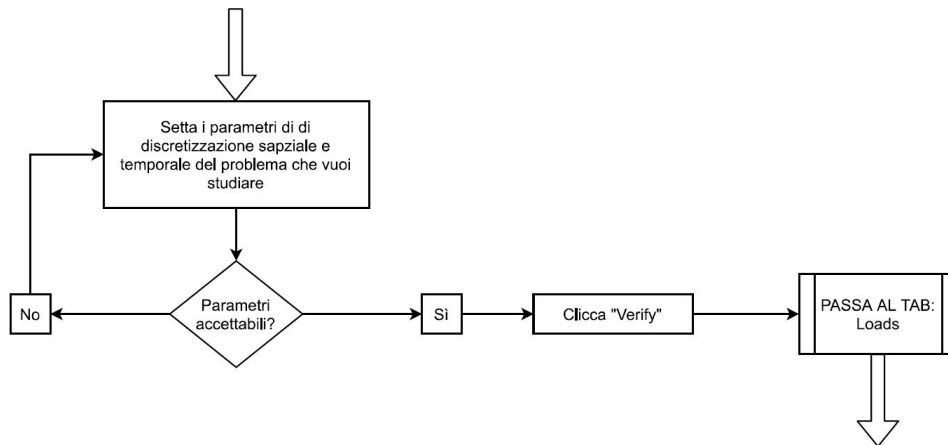 Setta i parametri di di
discretizzazione sapziale e
temporale del problema che vuoi
studiare
No
Parametri
accettabili?
Sì
Clicca "Verify"
PASSA AL TAB:
Loads